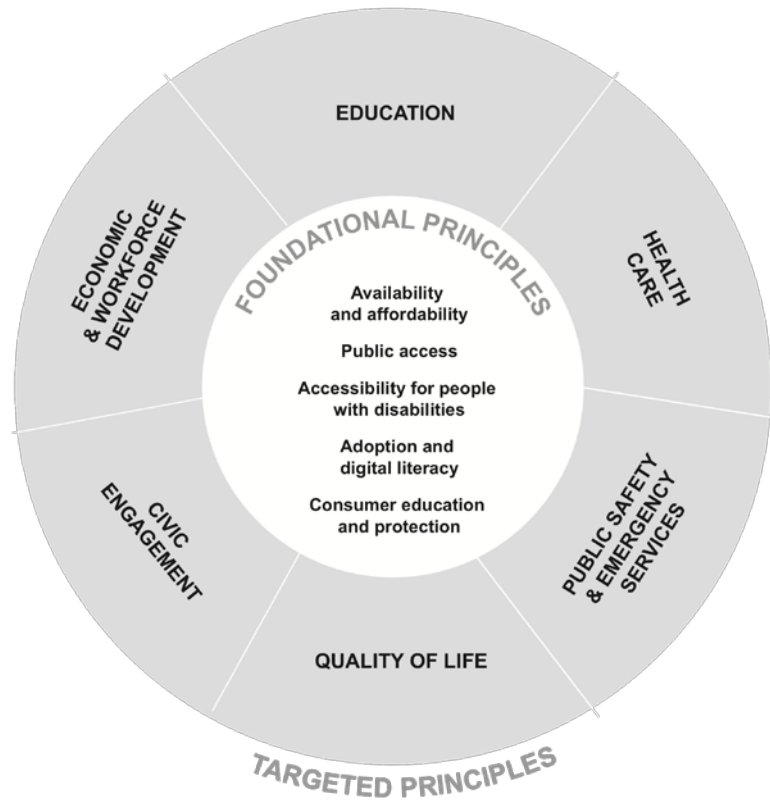 EDUCATION
HEALTH
CARE
PUBLIC SAFETY
& EMERGENCY
SERVICES
QUALITY OF LIFE
CIVIC
ENGAGEMENT
ECONOMIC
& WORKFORCE
DEVELOPMENT
FOUNDATIONAL PRINCIPLES
Availability
and affordability
Public access
Accessibility for people
with disabilities
Adoption and
digital literacy
Consumer education
and protection
TARGETED PRINCIPLES